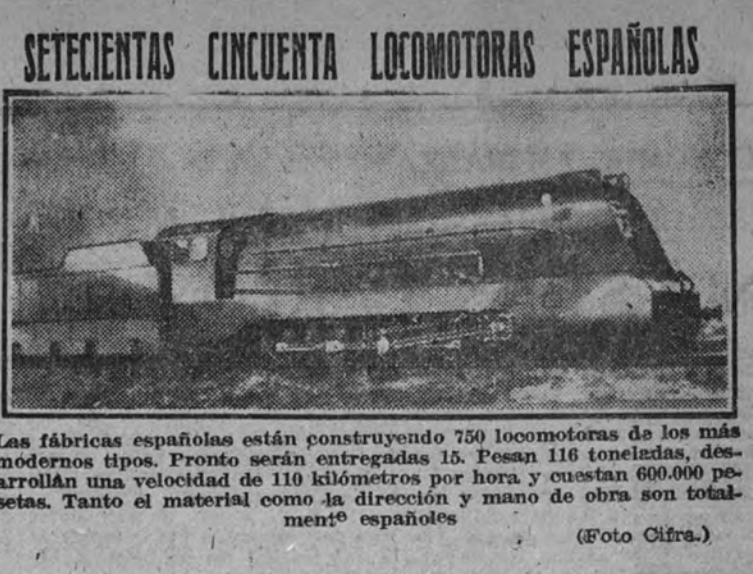 SETECIENTAS CINCUENTA LOCOMOTORAS ESPAÑOLAS
Las fábricas españolas están construyendo 750 locomotoras de los más
modernos tipos. Pronto serán entregadas 15. Pesan 116 toneladas, des-
arrollan una velocidad de 110 kilómetros por hora y cuestan 600.000 pe-
setas. Tanto el material como la dirección y mano de obra son total-
mente españoles
(Foto Cifra.)